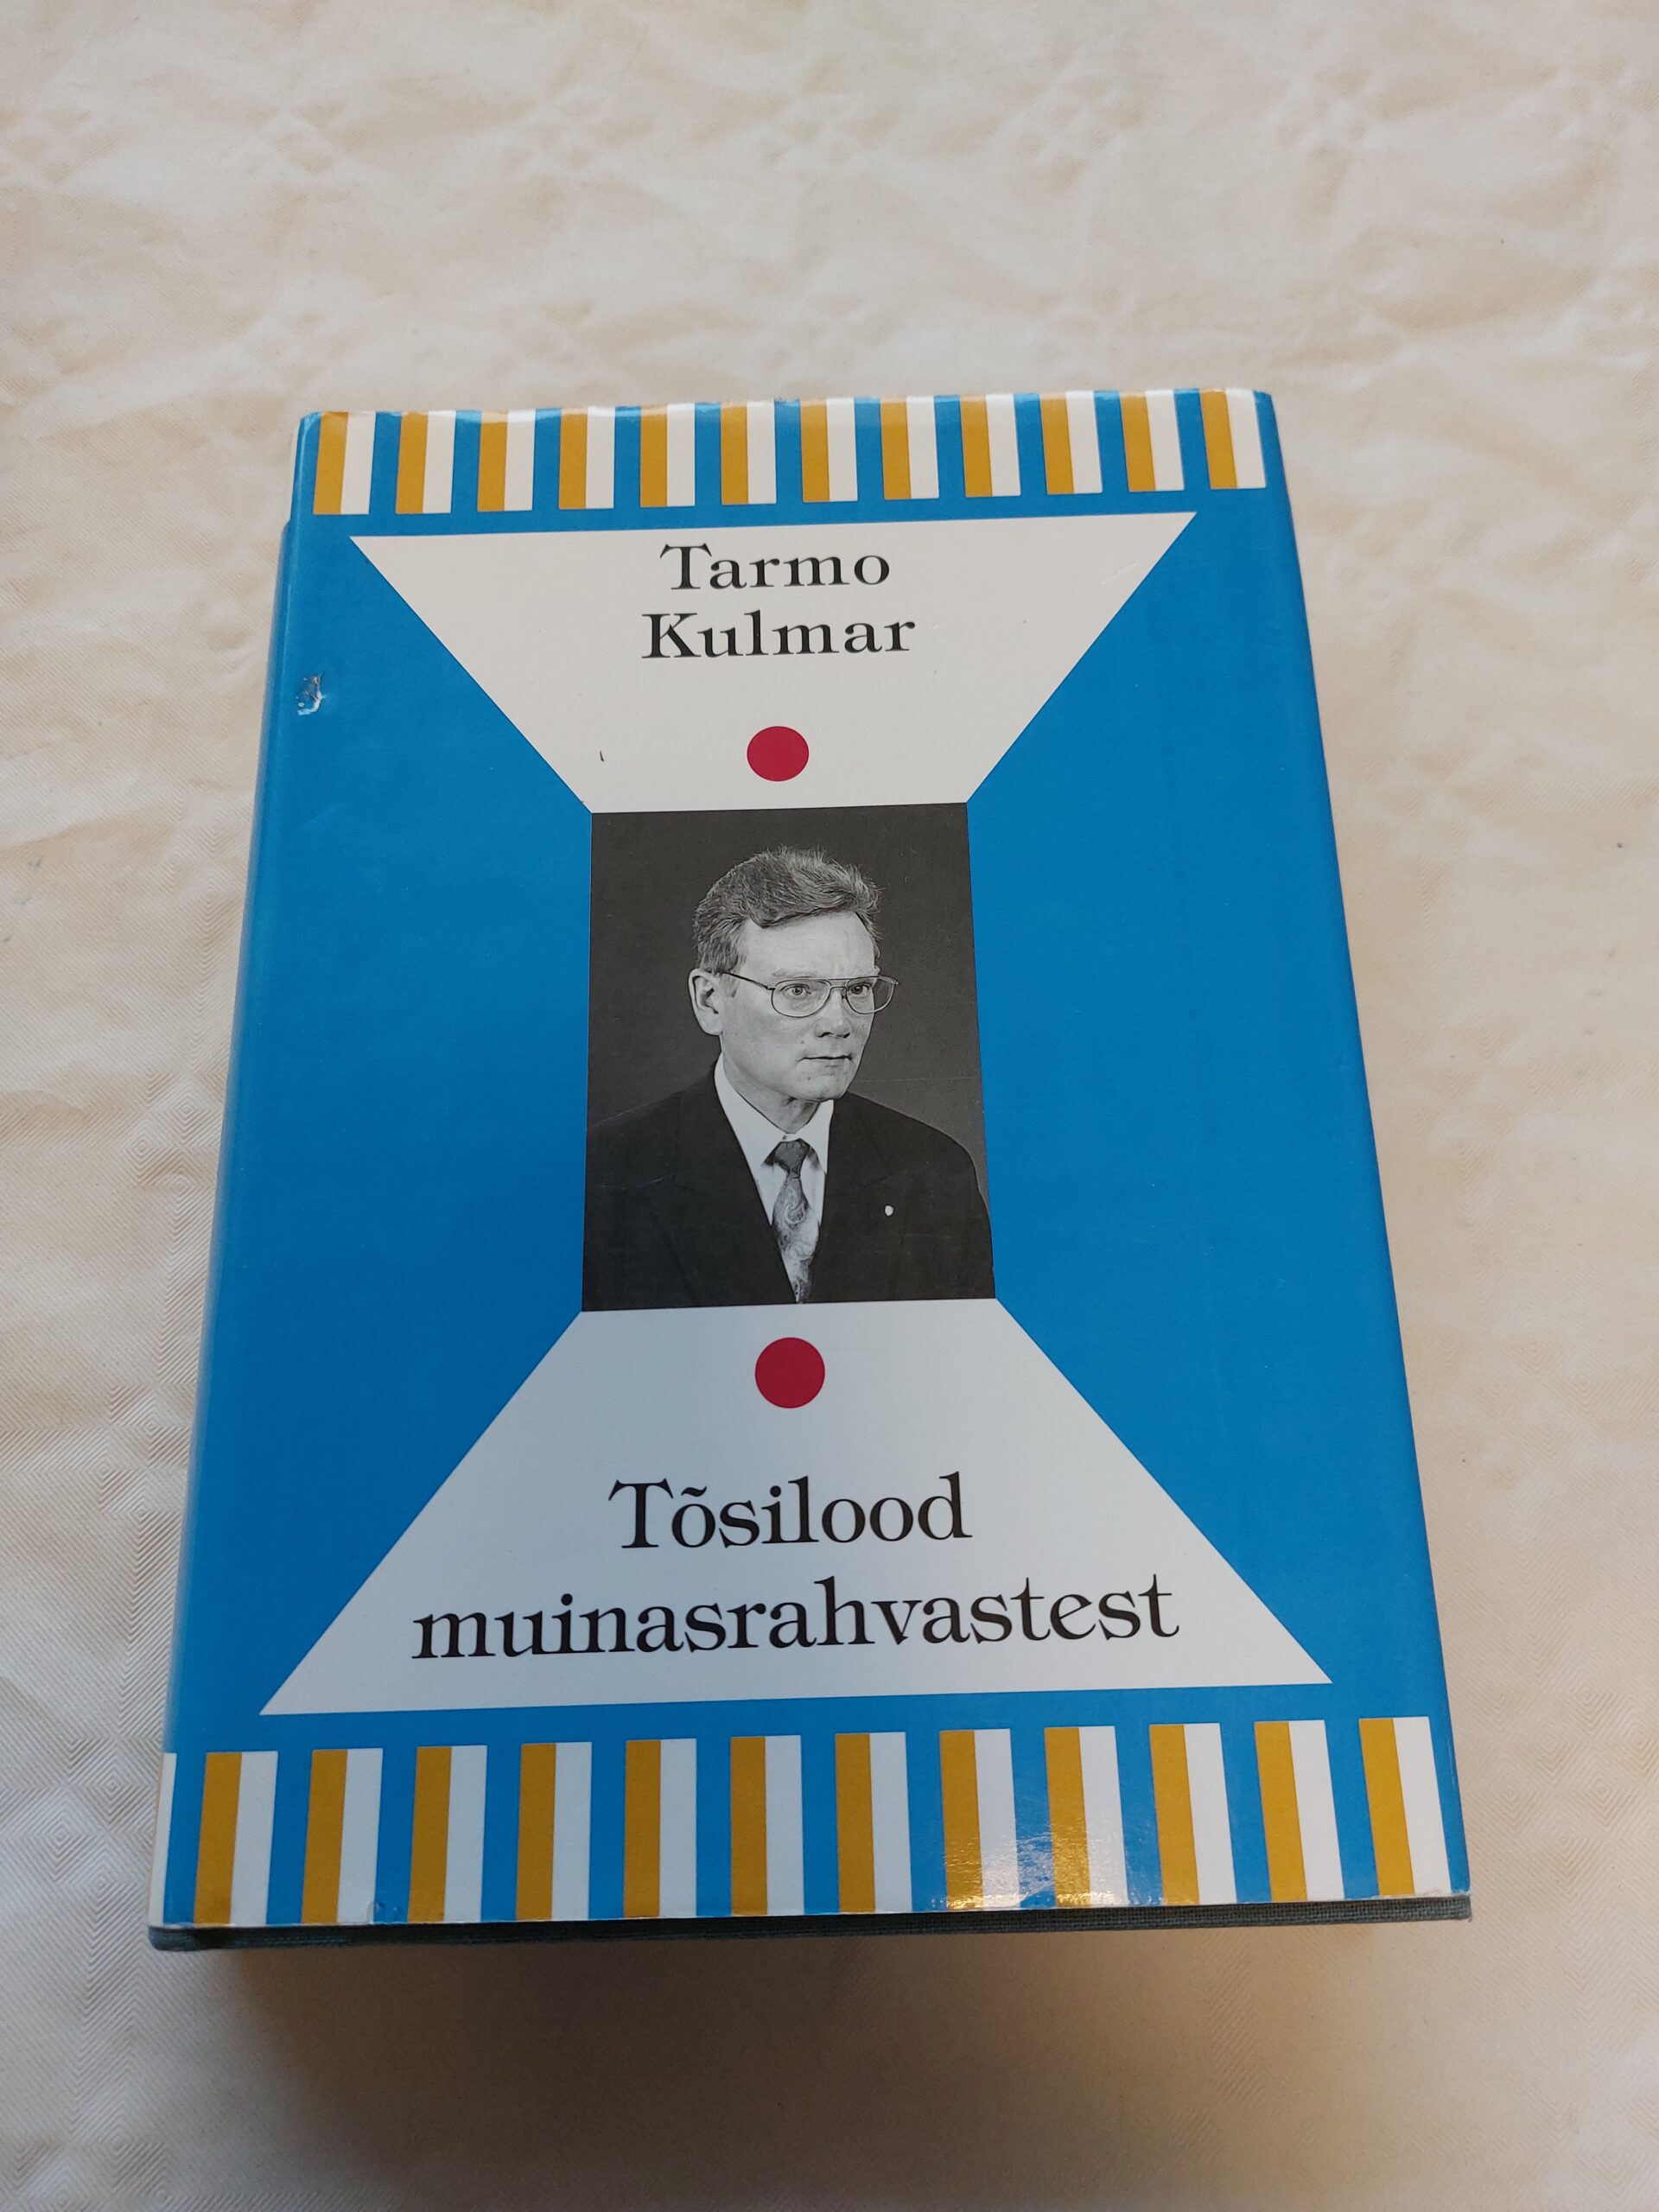 Tarmo
Kulmar
Tõsilood
muinasrahvastest